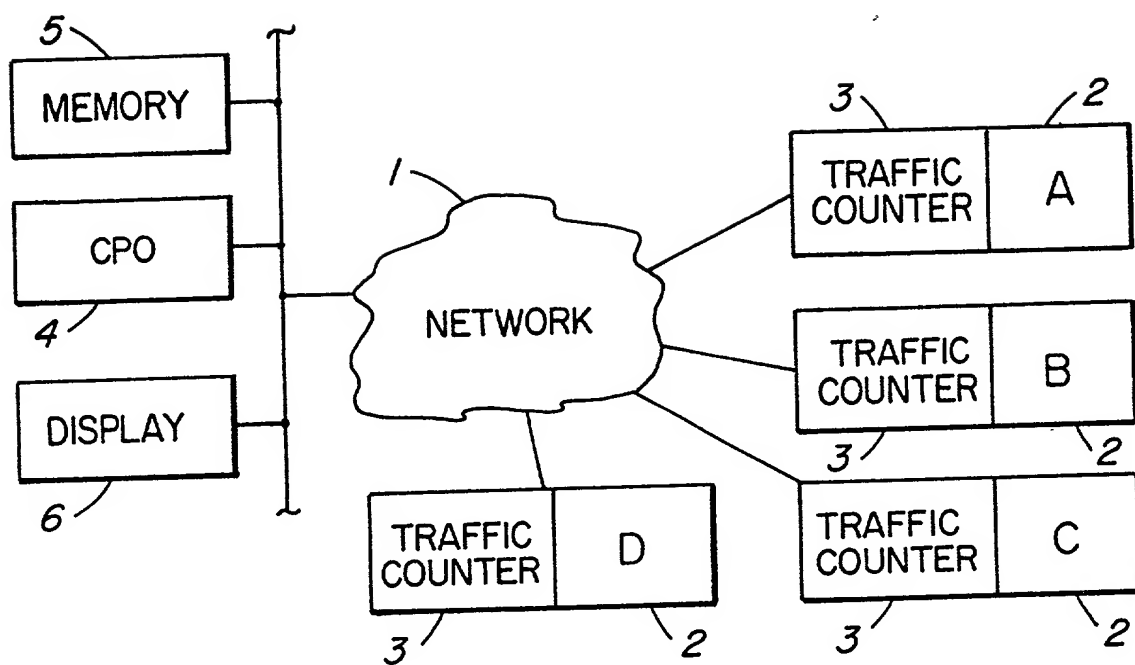 5
MEMORY
CPO
4
DISPLAY
6
1
NETWORK
3 2
TRAFFIC
COUNTER
A
TRAFFIC
COUNTER
B
3 2
TRAFFIC
COUNTER
C
3 2
TRAFFIC
COUNTER
D
3 2